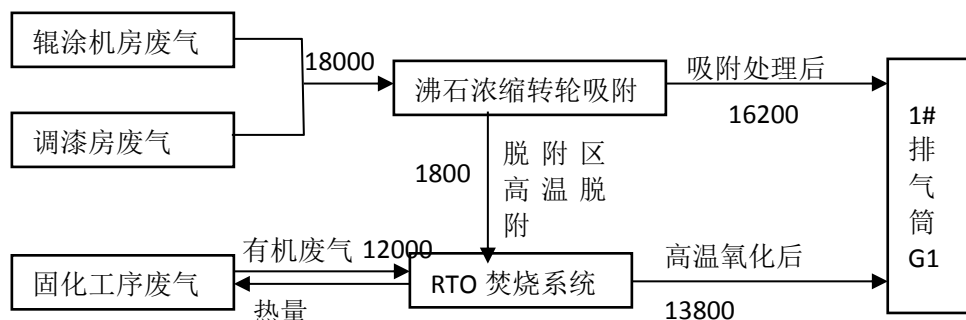 辊涂机房废气
18000
沸石浓缩转轮吸附
吸附处理后
16200
调漆房废气
1800
脱附区
高温脱
附
固化工序废气
有机废气 12000
热量
RTO 焚烧系统
高温氧化后
13800
1#
排
气
筒
G1